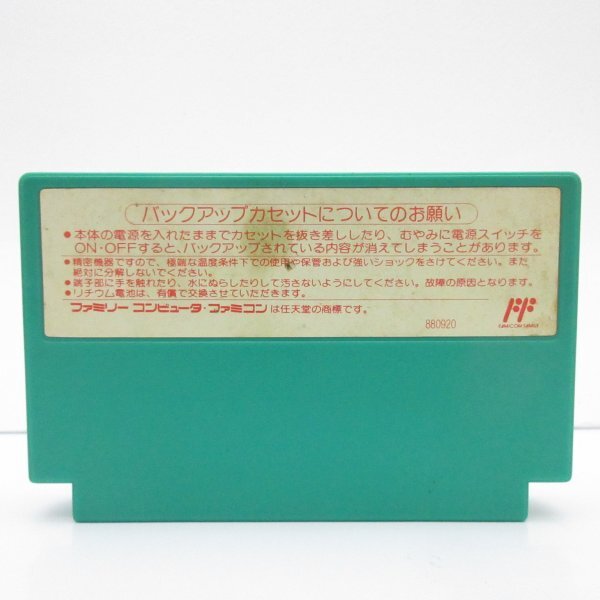 バックアップカセットについてのお願い
●本体の電源を入れたままでカセットを抜き差ししたり、むやみに電源スイッチを
ON・OFFすると、バックアップされている内容が消えてしまうことがあります。
●精密機器ですので、極端な温度条件下での使用や保管および強いショックをさけてください。また
絶対に分解しないでください。
●端子部に手を触れたり、水にぬらしたりして汚さないようにしてください。故障の原因となります。
●リチウム電池は、有償で交換させていただきます。
ファミリーコンピュータ・ファミコンは任天堂の商標です。
880920
FF
FAMICOM FAMILY